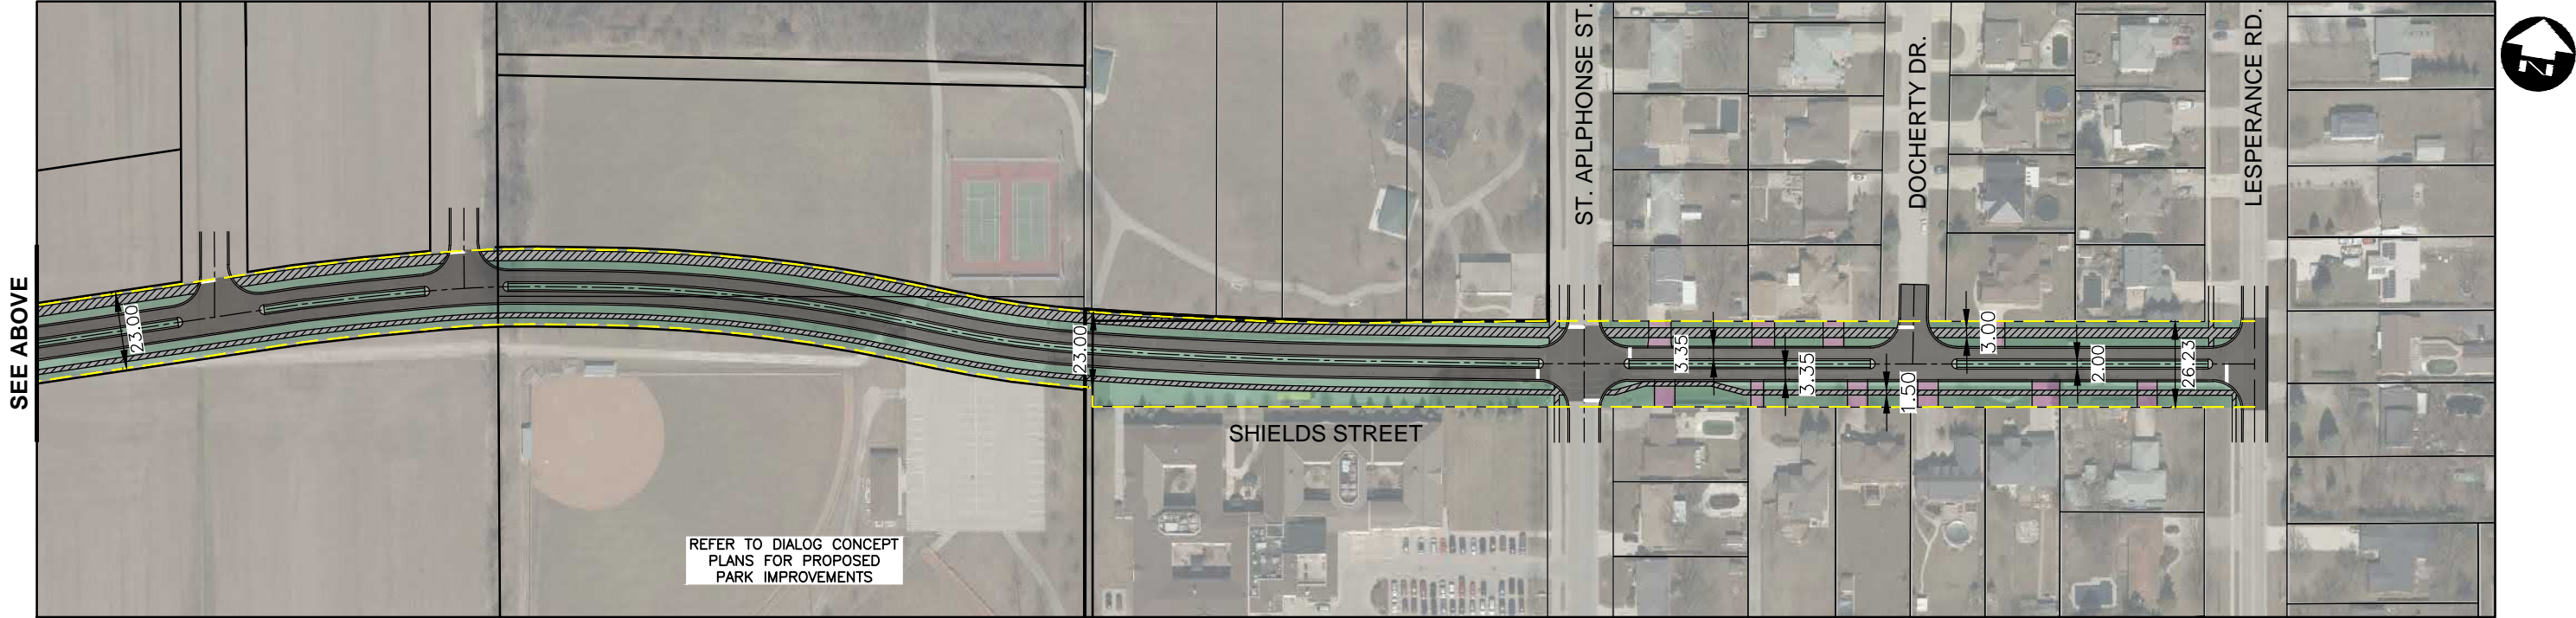 SEE ABOVE
23.00
23.00
REFER TO DIALOG CONCEPT
PLANS FOR PROPOSED
PARK IMPROVEMENTS
SHIELDS STREET
ST. APLPHONSE ST.
DOCHERTY DR.
LESPERANCE RD.
3.35
3.35
1.50
3.00
2.00
26.23
N